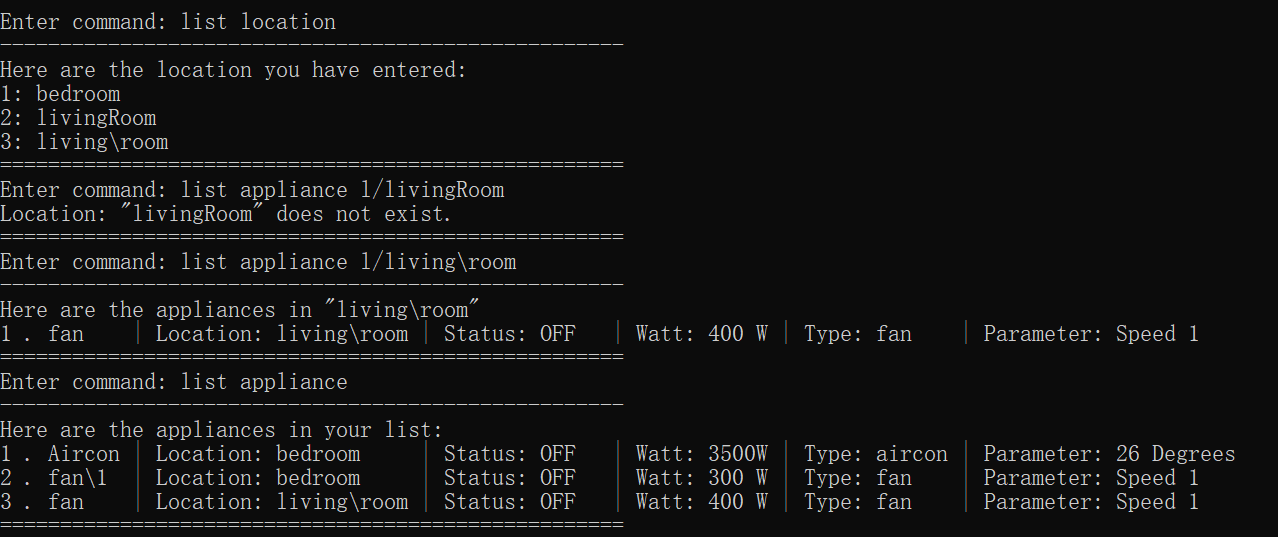 Enter command: list location
----------------------------------------------------
Here are the location you have entered:
1: bedroom
2: livingRoom
3: living\room
====================================================
Enter command: list appliance l/livingRoom
Location: "livingRoom" does not exist.
====================================================
Enter command: list appliance l/living\room
----------------------------------------------------
Here are the appliances in "living\room"
1 . fan    | Location: living\room | Status: OFF   | Watt: 400 W | Type: fan    | Parameter: Speed 1
====================================================
Enter command: list appliance
----------------------------------------------------
Here are the appliances in your list:
1 . Aircon | Location: bedroom     | Status: OFF   | Watt: 3500W | Type: aircon | Parameter: 26 Degrees
2 . fan\1  | Location: bedroom     | Status: OFF   | Watt: 300 W | Type: fan    | Parameter: Speed 1
3 . fan    | Location: living\room | Status: OFF   | Watt: 400 W | Type: fan    | Parameter: Speed 1
====================================================